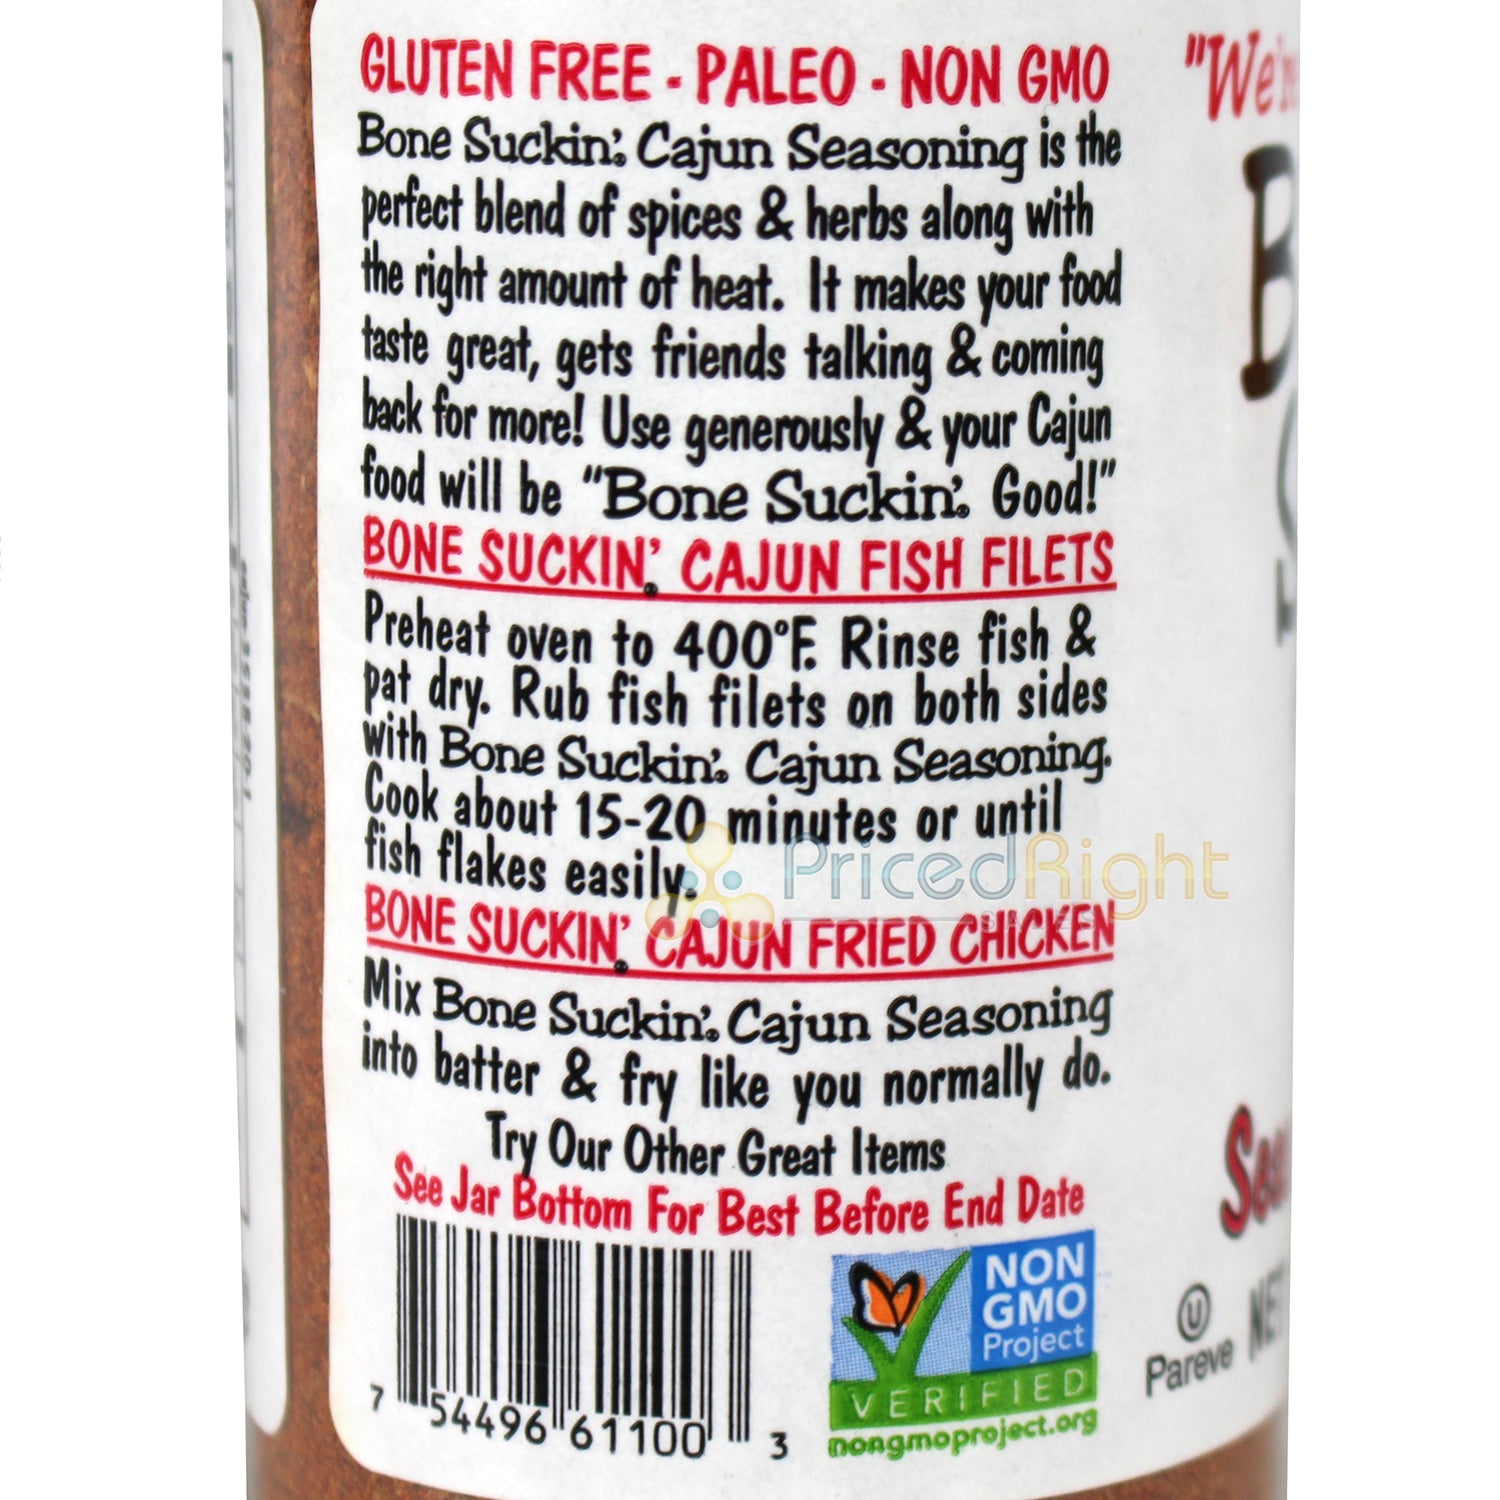 GLUTEN FREE - PALEO - NON GMO
Bone Suckin'® Cajun Seasoning is the
perfect blend of spices & herbs along with
the right amount of heat. It makes your food
taste great, gets friends talking & coming
back for more! Use generously & your Cajun
food will be "Bone Suckin'® Good!"
BONE SUCKIN'® CAJUN FISH FILETS
Preheat oven to 400°F. Rinse fish &
pat dry. Rub fish filets on both sides
with Bone Suckin'® Cajun Seasoning.
Cook about 15-20 minutes or until
fish flakes easily.
BONE SUCKIN'® CAJUN FRIED CHICKEN
Mix Bone Suckin'® Cajun Seasoning
into batter & fry like you normally do.
Try Our Other Great Items
See Jar Bottom For Best Before End Date
7 54496 61100 3
NON
GMO
Project
VERIFIED
nongmoproject.org
"We're
U
Pareve
PricedRight
SALES